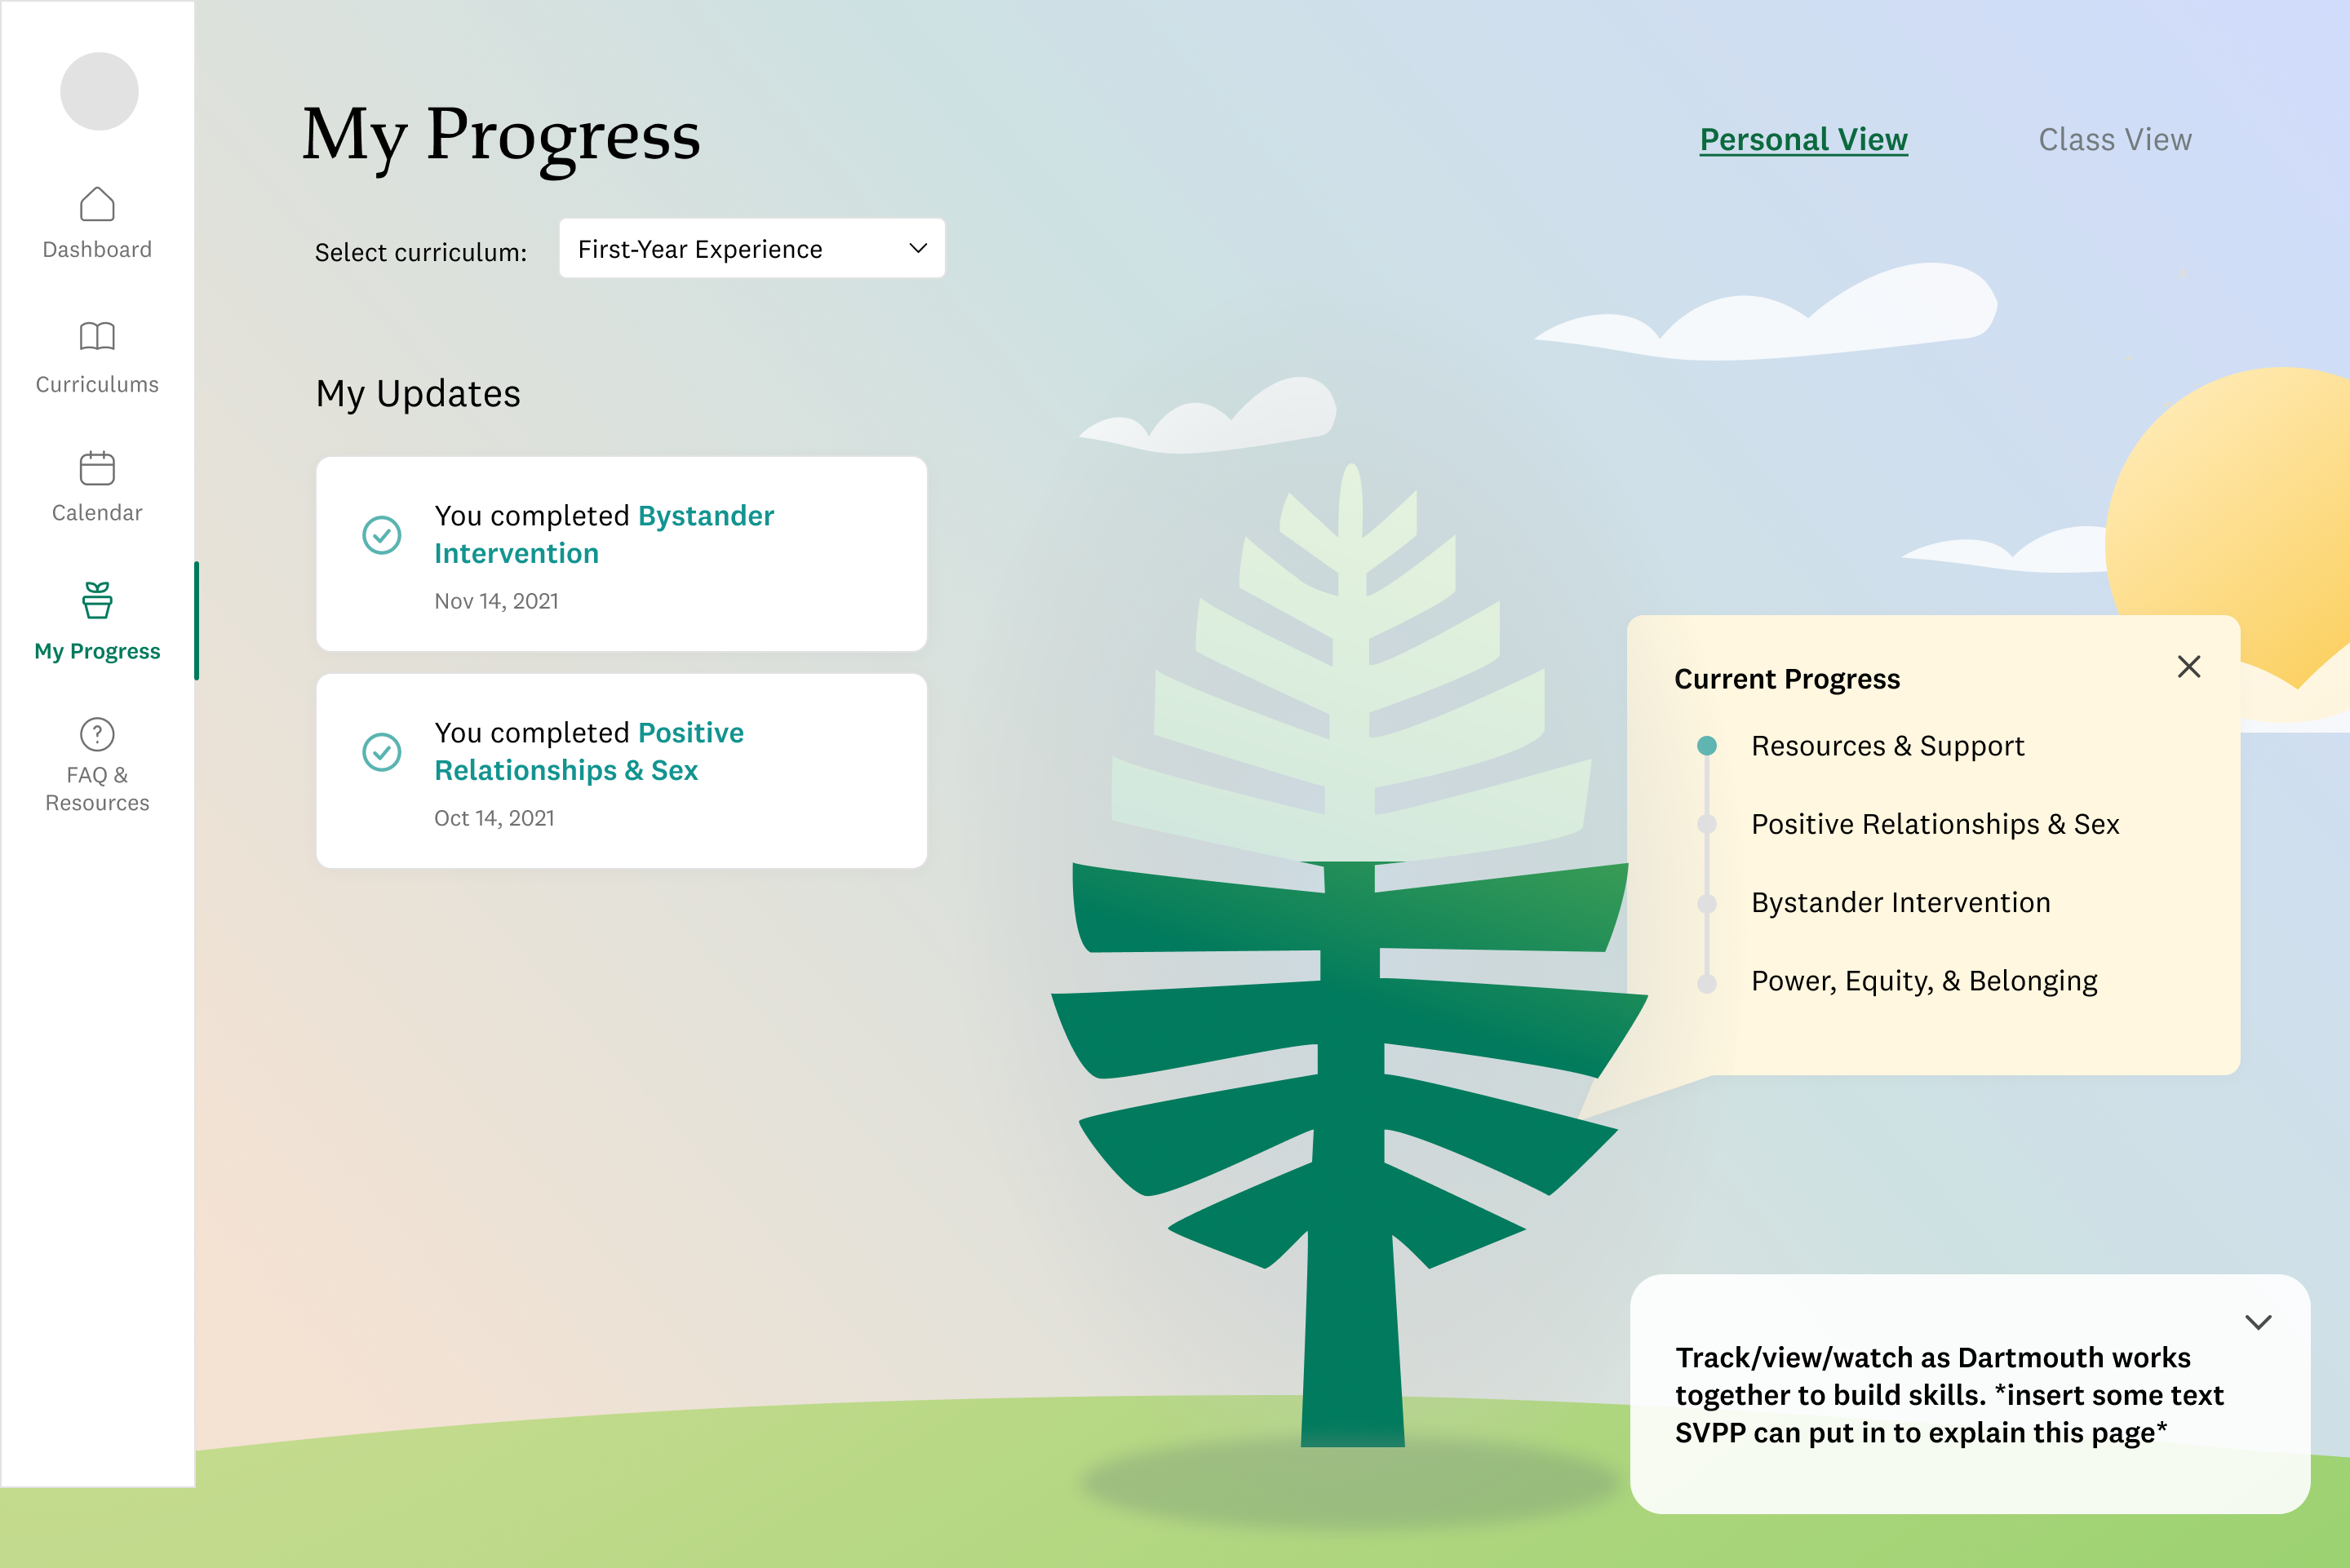 Dashboard
Curriculums
Calendar
My Progress
FAQ &
Resources
My Progress
Personal View
Class View
Select curriculum:
First-Year Experience
My Updates
You completed Bystander
Intervention
Nov 14, 2021
You completed Positive
Relationships & Sex
Oct 14, 2021
Current Progress
Resources & Support
Positive Relationships & Sex
Bystander Intervention
Power, Equity, & Belonging
Track/view/watch as Dartmouth works
together to build skills. *insert some text
SVPP can put in to explain this page*